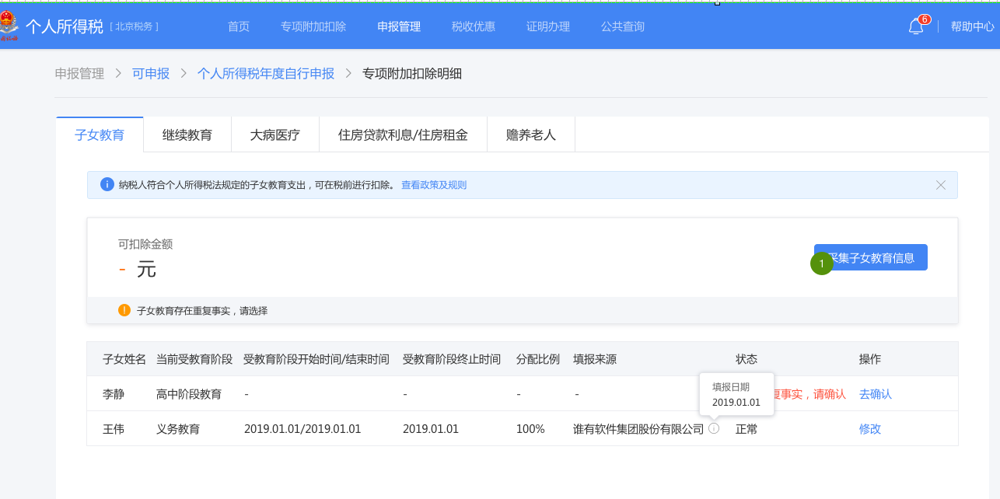 个人所得税 [ 北京税务 ] 首页 专项附加扣除 申报管理 税收优惠 证明办理 公共查询 6 帮助中心
申报管理 > 可申报 > 个人所得税年度自行申报 > 专项附加扣除明细
子女教育 继续教育 大病医疗 住房贷款利息/住房租金 赡养老人
纳税人符合个人所得税法规定的子女教育支出，可在税前进行扣除。 查看政策及规则
可扣除金额
- 元
1 采集子女教育信息
子女教育存在重复事实，请选择
子女姓名 当前受教育阶段 受教育阶段开始时间/结束时间 受教育阶段终止时间 分配比例 填报来源 状态 操作
填报日期
2019.01.01
李静 高中阶段教育 - - - - 复事实，请确认 去确认
王伟 义务教育 2019.01.01/2019.01.01 2019.01.01 100% 谁有软件集团股份有限公司 正常 修改